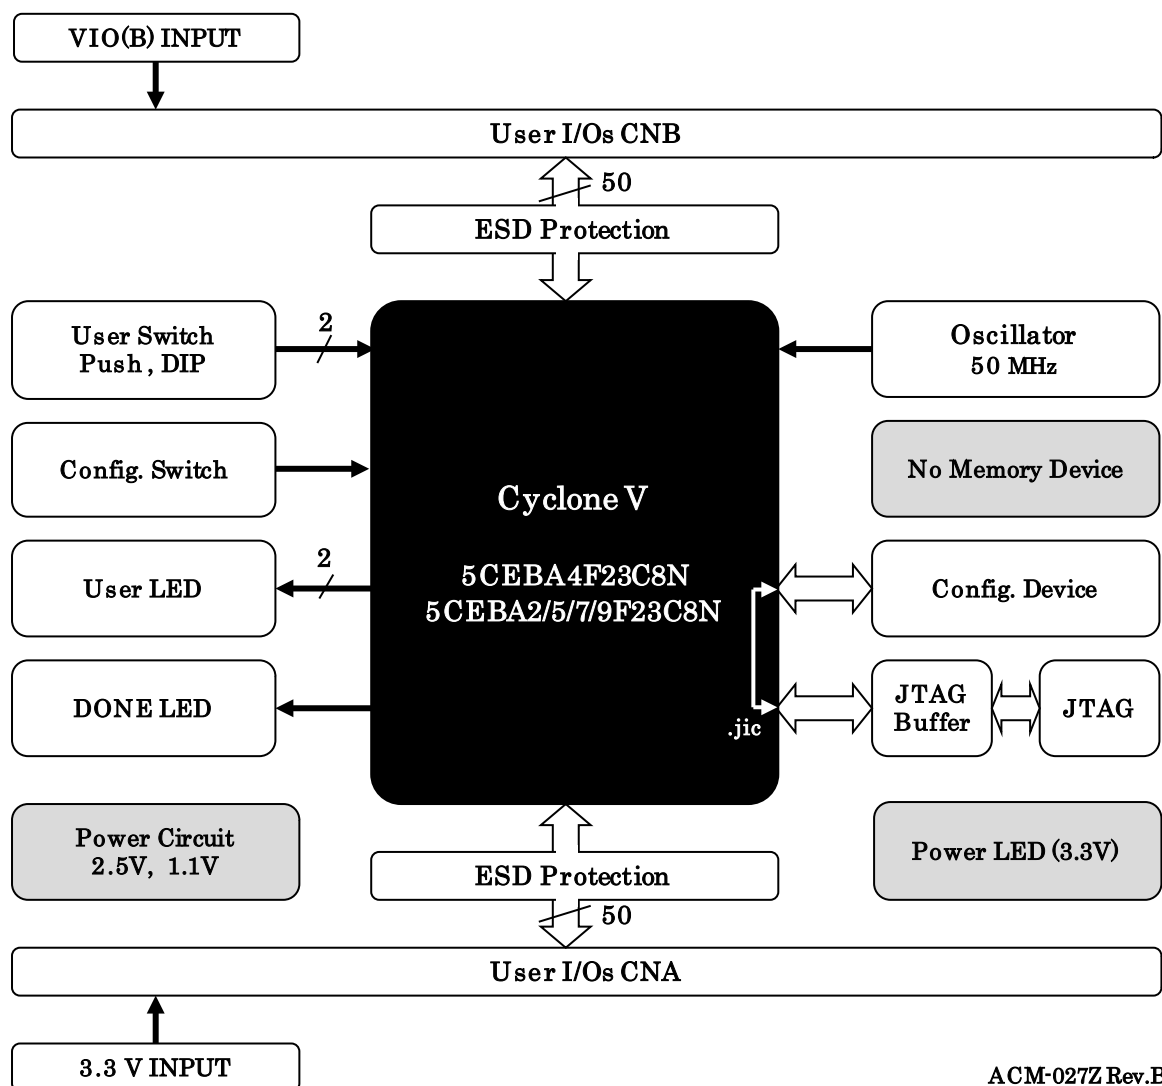 VIO(B) INPUT
User I/Os CNB
50
ESD Protection
User Switch
Push , DIP
2
Oscillator
50 MHz
Config. Switch
No Memory Device
Cyclone V
5CEBA4F23C8N
5CEBA2/5/7/9F23C8N
User LED
2
Config. Device
DONE LED
.jic
JTAG
Buffer
JTAG
Power Circuit
2.5V, 1.1V
Power LED (3.3V)
ESD Protection
50
User I/Os CNA
3.3 V INPUT
ACM-027Z Rev.B